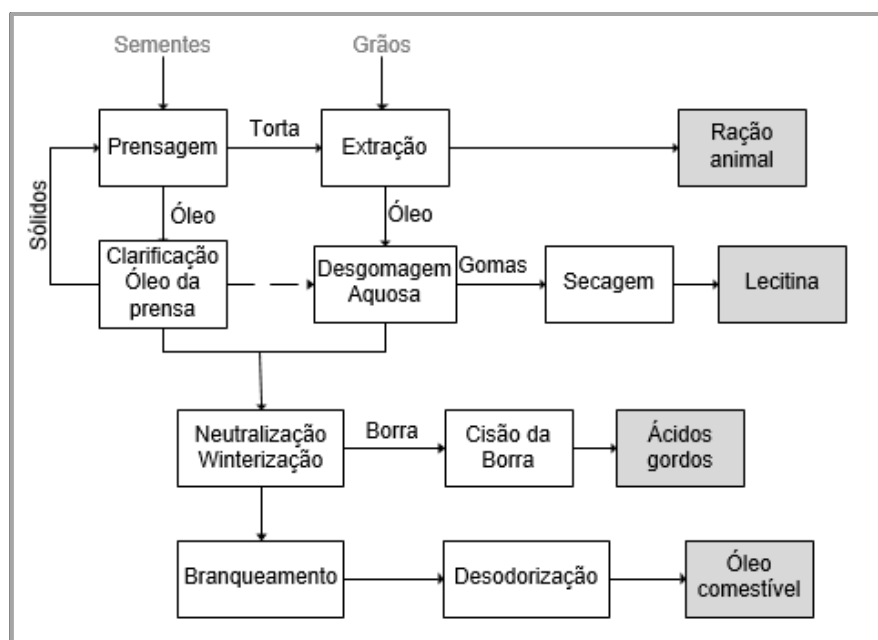 Sementes
Grãos
Prensagem
Torta
Extração
Ração
animal
Sólidos
Óleo
Óleo
Clarificação
Óleo da
prensa
Desgomagem
Aquosa
Gomas
Secagem
Lecitina
Neutralização
Winterização
Borra
Cisão da
Borra
Ácidos
gordos
Branqueamento
Desodorização
Óleo
comestível